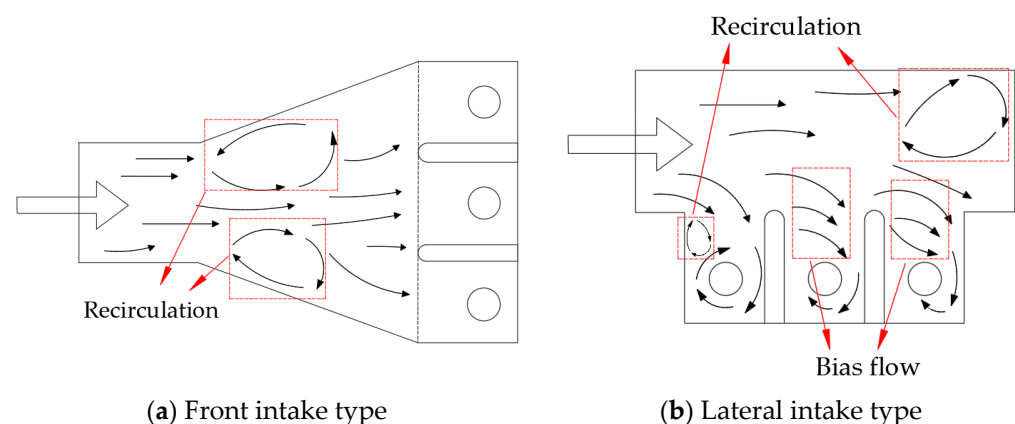 Recirculation
Recirculation
Bias flow
(a) Front intake type
(b) Lateral intake type